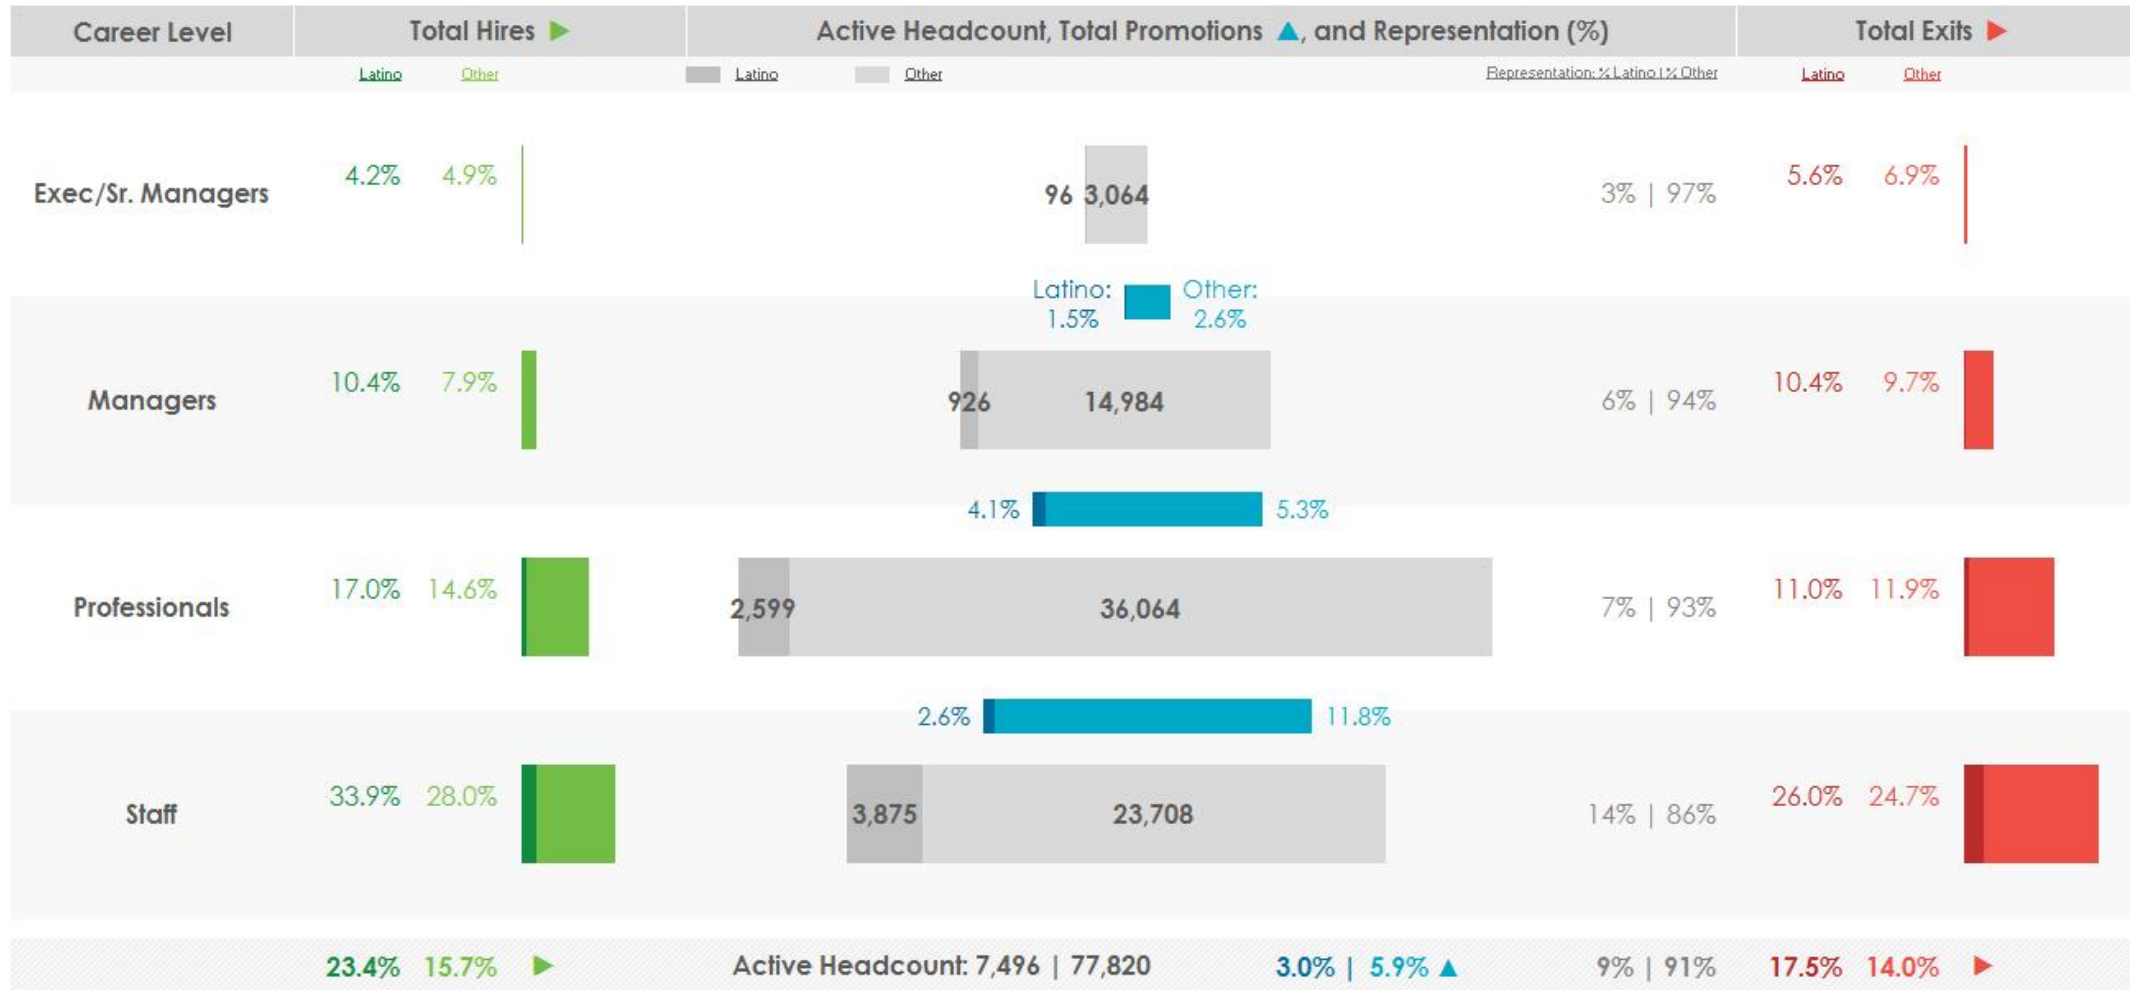 Career Level Total Hires ▶ Active Headcount, Total Promotions ▲, and Representation (%) Total Exits ▶
Latino Other Latino Other Representation: % Latino | % Other Latino Other
Exec/Sr. Managers 4.2% 4.9% 96 3,064 3% | 97% 5.6% 6.9%
Latino: Other:
1.5% 2.6%
Managers 10.4% 7.9% 926 14,984 6% | 94% 10.4% 9.7%
4.1% 5.3%
Professionals 17.0% 14.6% 2,599 36,064 7% | 93% 11.0% 11.9%
2.6% 11.8%
Staff 33.9% 28.0% 3,875 23,708 14% | 86% 26.0% 24.7%
23.4% 15.7% ▶ Active Headcount: 7,496 | 77,820 3.0% | 5.9% ▲ 9% | 91% 17.5% 14.0% ▶